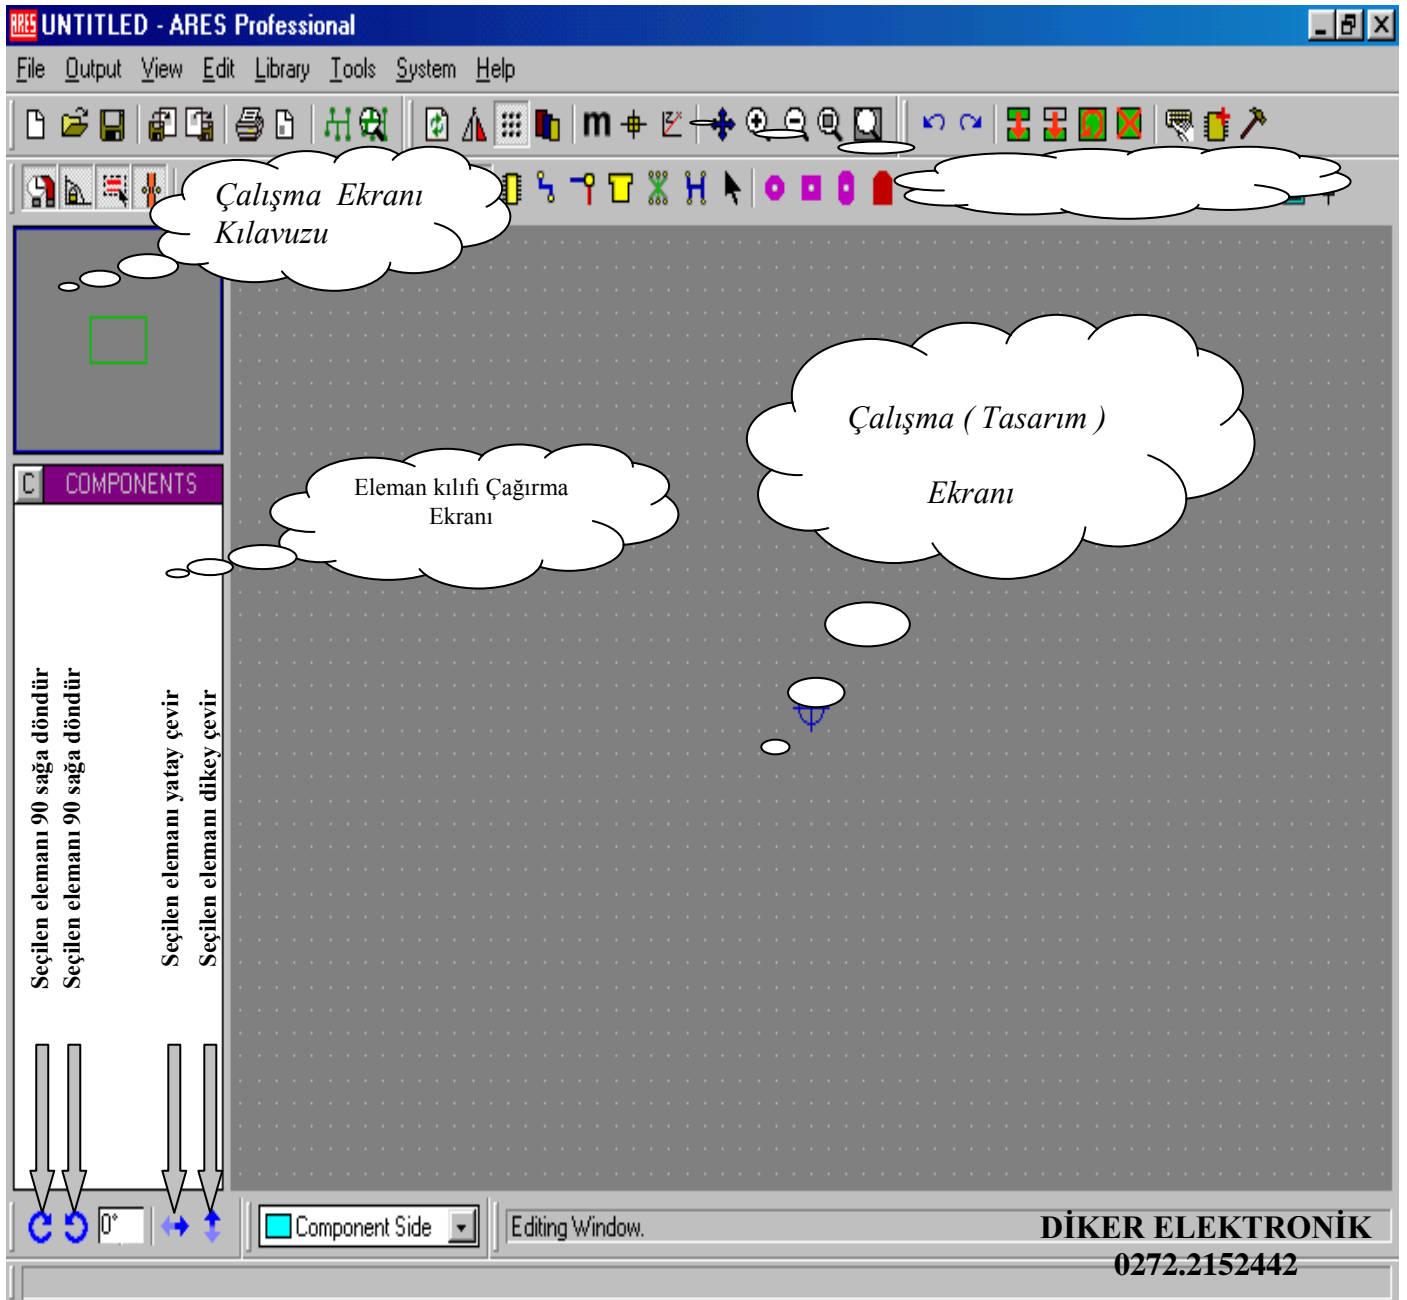 ARES UNTITLED - ARES Professional
File Output View Edit Library Tools System Help
Çalışma Ekranı
Kılavuzu
Çalışma ( Tasarım )
Ekranı
Eleman kılıfı Çağırma
Ekranı
C COMPONENTS
Seçilen elemanı 90 sağa döndür
Seçilen elemanı 90 sağa döndür
Seçilen elemanı yatay çevir
Seçilen elemanı dikey çevir
0° Component Side Editing Window.
DİKER ELEKTRONİK
0272.2152442